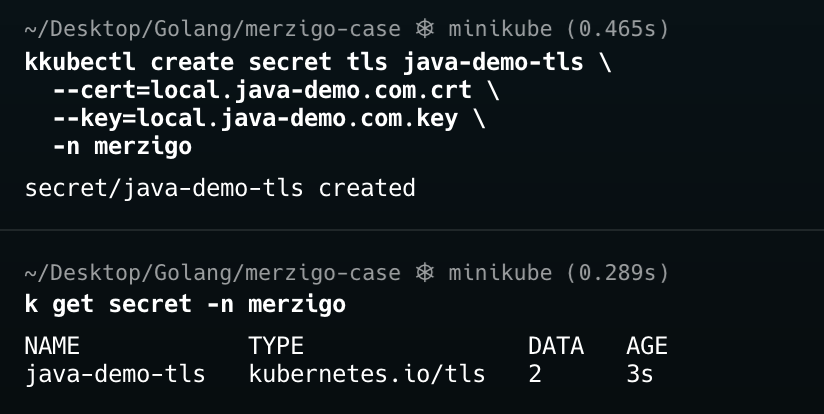 ~/Desktop/Golang/merzigo-case ⎈ minikube (0.465s)
kkubectl create secret tls java-demo-tls \
  --cert=local.java-demo.com.crt \
  --key=local.java-demo.com.key \
  -n merzigo
secret/java-demo-tls created
~/Desktop/Golang/merzigo-case ⎈ minikube (0.289s)
k get secret -n merzigo
NAME            TYPE                DATA   AGE
java-demo-tls   kubernetes.io/tls   2      3s